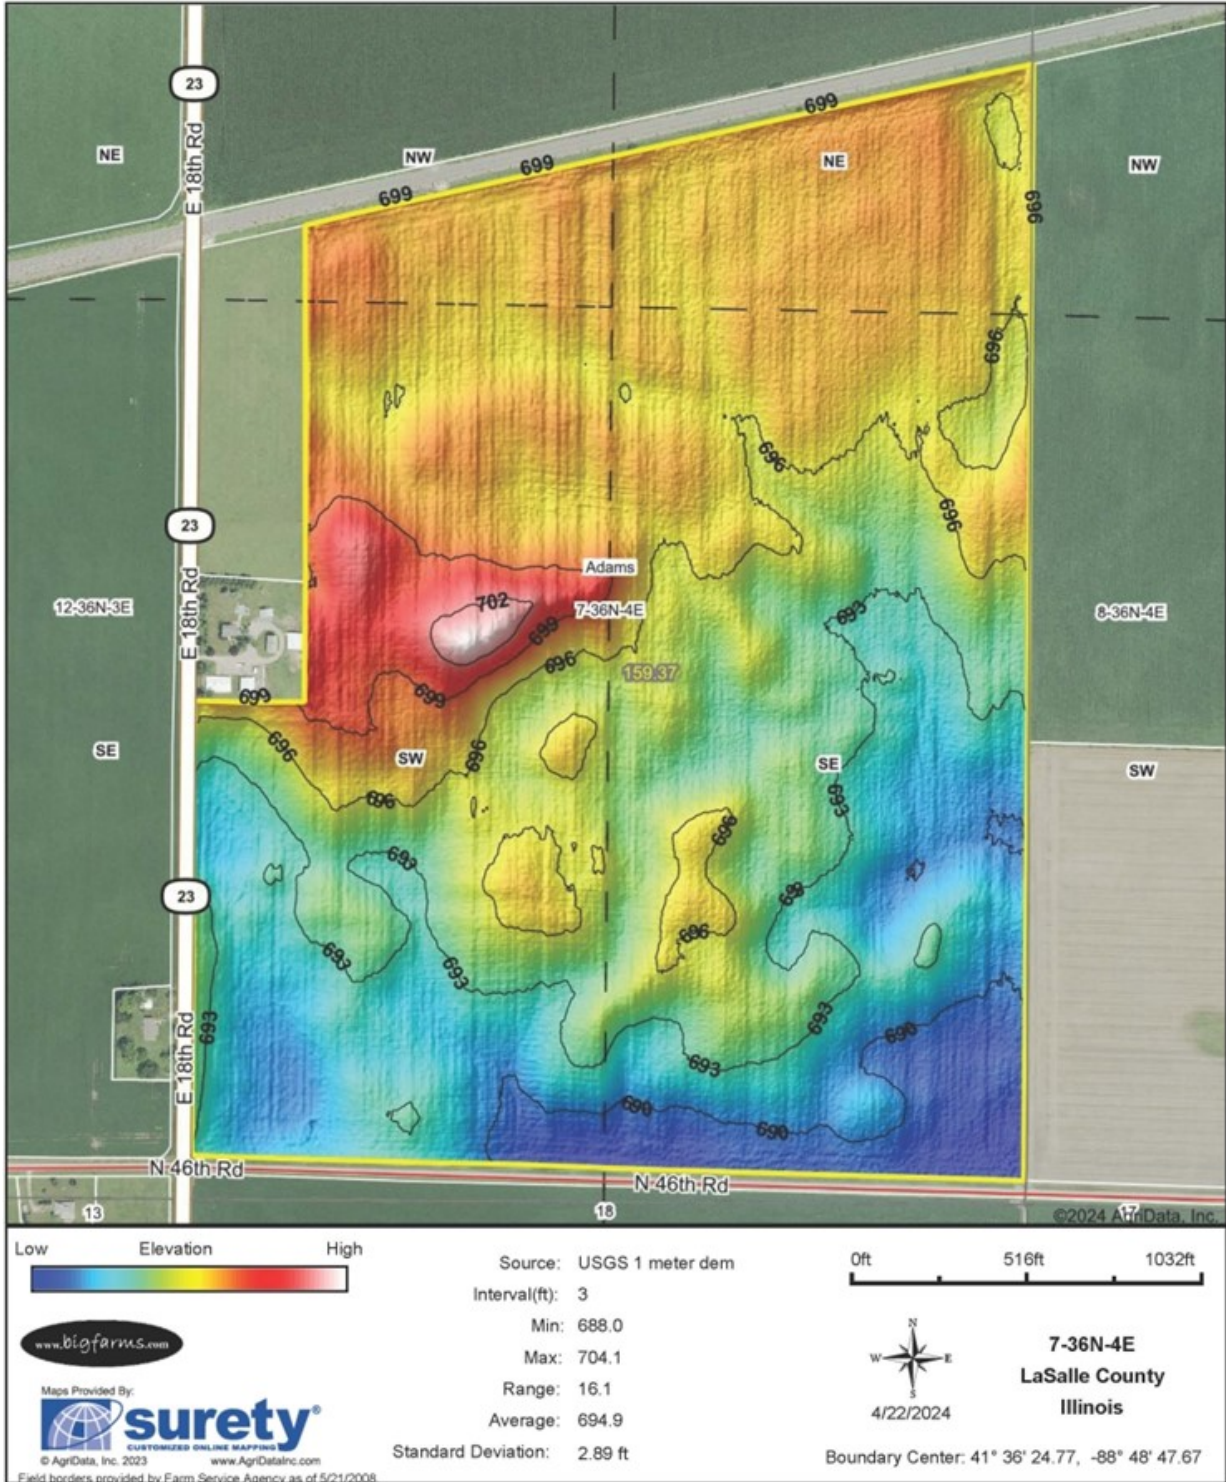 23
699
E 18th Rd
NE
NW
699
NE
NW
699
699
696
696
696
696
23
Adams
702
7-36N-4E
693
12-36N-3E
E 18th Rd
8-36N-4E
699
696
159.37
699
699
SE
696
SW
696
SE
SW
696
693
696
693
693
23
696
693
693
693
E 18th Rd
693
690
693
690
690
N 46th Rd
N 46th Rd
13
18
17
©2024 AgriData, Inc.
Low Elevation High
Source: USGS 1 meter dem
Interval(ft): 3
Min: 688.0
Max: 704.1
Range: 16.1
Average: 694.9
Standard Deviation: 2.89 ft
0ft 516ft 1032ft
www.bigfarms.com
Maps Provided By:
surety®
CUSTOMIZED ONLINE MAPPING
© AgriData, Inc. 2023 www.AgriDataInc.com
Field borders provided by Farm Service Agency as of 5/21/2008.
N
W E
S
4/22/2024
7-36N-4E
LaSalle County
Illinois
Boundary Center: 41° 36' 24.77, -88° 48' 47.67